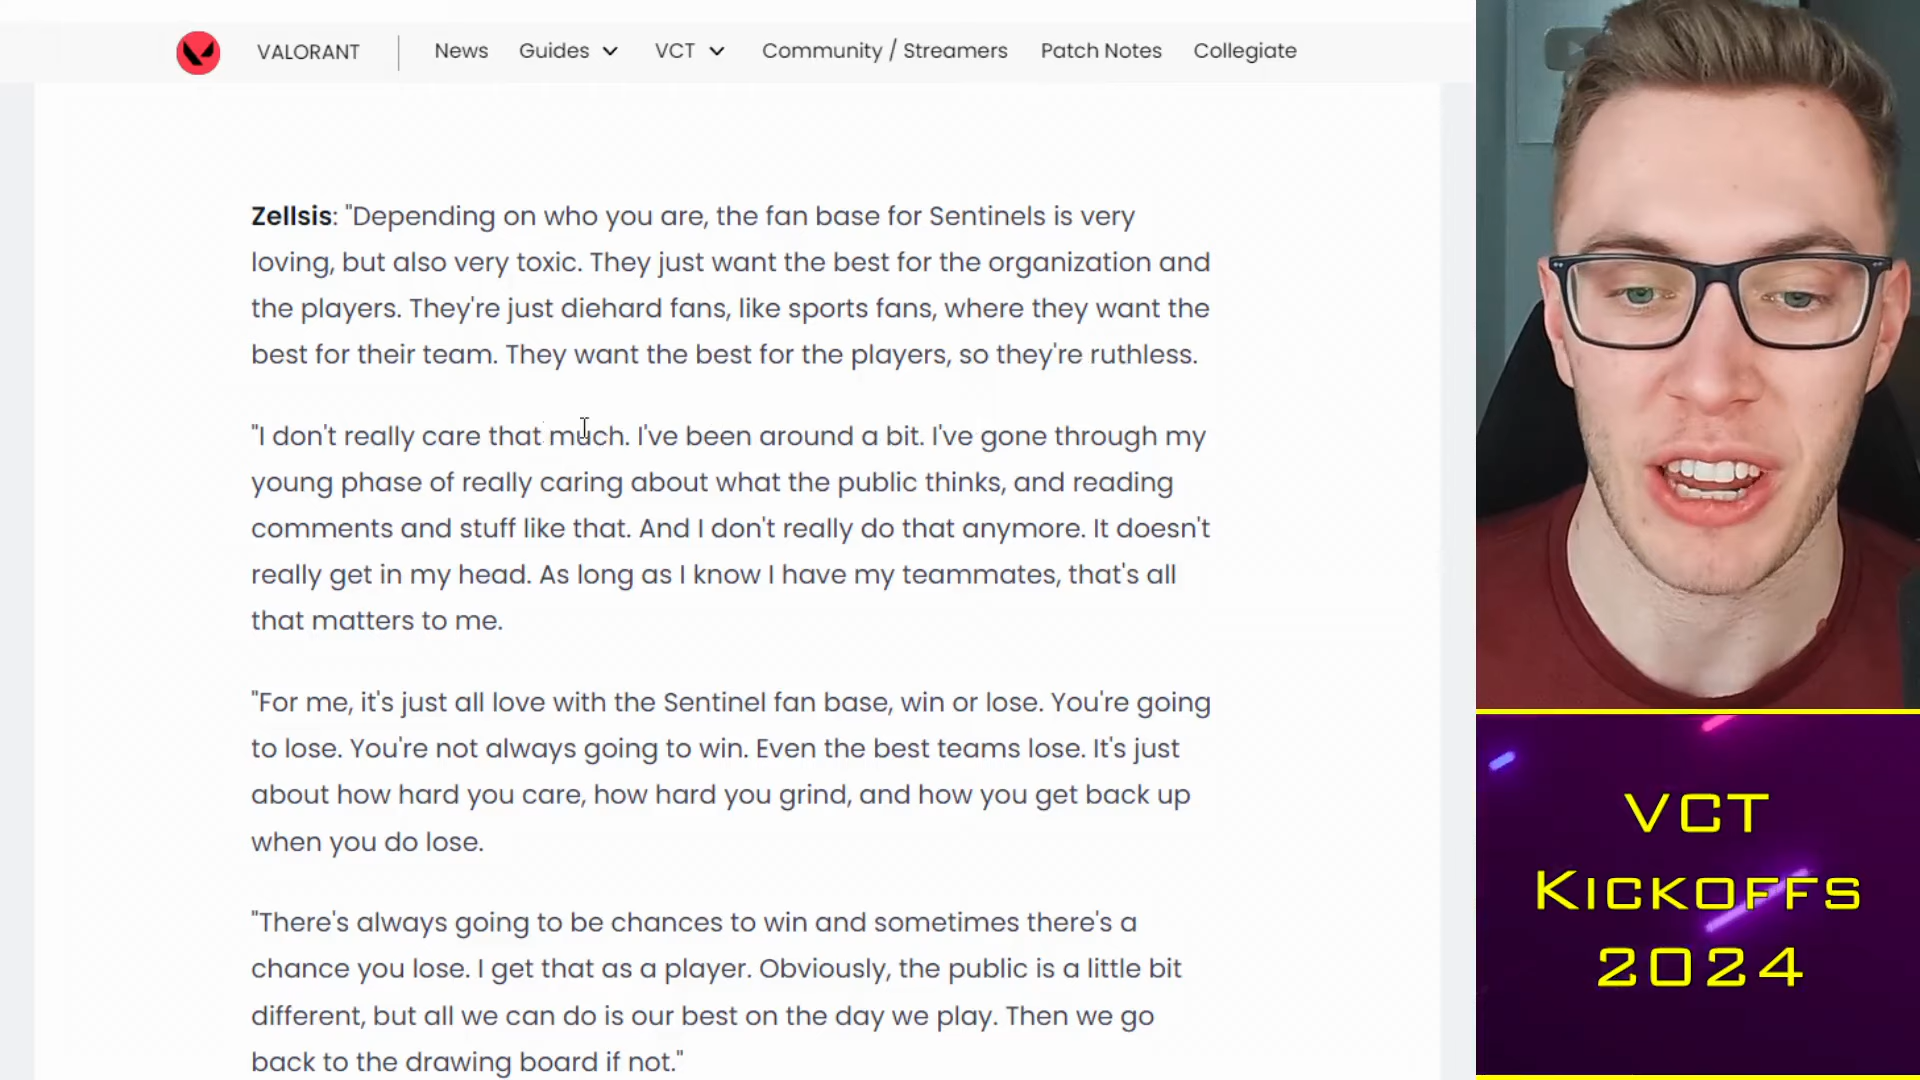 VALORANT News Guides VCT Community / Streamers Patch Notes Collegiate
Zellsis: "Depending on who you are, the fan base for Sentinels is very
loving, but also very toxic. They just want the best for the organization and
the players. They're just diehard fans, like sports fans, where they want the
best for their team. They want the best for the players, so they're ruthless.
"I don't really care that much. I've been around a bit. I've gone through my
young phase of really caring about what the public thinks, and reading
comments and stuff like that. And I don't really do that anymore. It doesn't
really get in my head. As long as I know I have my teammates, that's all
that matters to me.
"For me, it's just all love with the Sentinel fan base, win or lose. You're going
to lose. You're not always going to win. Even the best teams lose. It's just
about how hard you care, how hard you grind, and how you get back up
when you do lose.
"There's always going to be chances to win and sometimes there's a
chance you lose. I get that as a player. Obviously, the public is a little bit
different, but all we can do is our best on the day we play. Then we go
back to the drawing board if not."
VCT
Kickoffs
2024